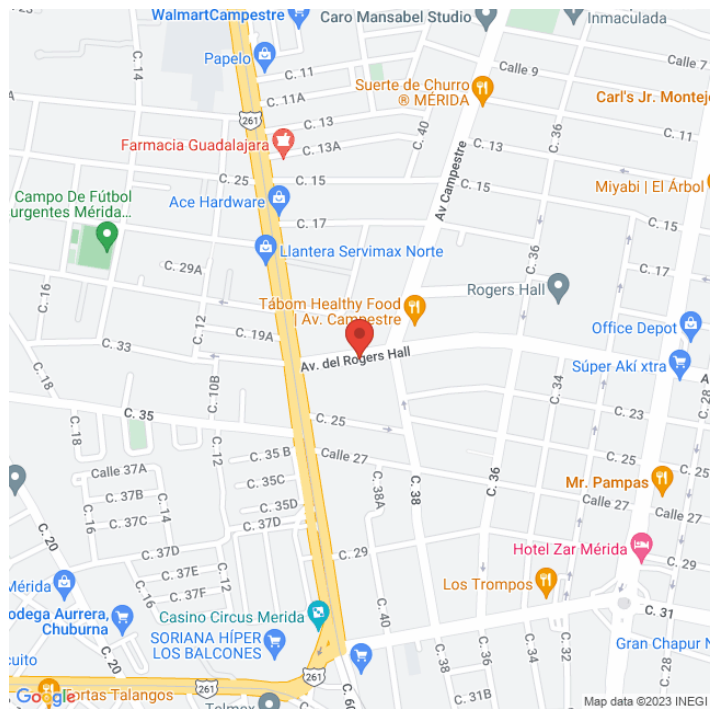 WalmartCampestre
Caro Mansabel Studio
Inmaculada
C. 14
Papelo
C. 11
Calle 9
C. 7
Suerte de Churro
® MÉRIDA
C. 11A
Carl's Jr. Montej
C. 36
261
C. 13
C. 40
C. 11
Farmacia Guadalajara
C. 13A
C. 13
C. 25
C. 15
C. 15
Miyabi | El Árbol
Campo De Fútbol
urgentes Mérida...
Ace Hardware
Av Campestre
C. 17
C. 15
Llantera Servimax Norte
C. 36
C. 29A
C. 17
C. 16
Rogers Hall
Tábom Healthy Food
| Av. Campestre
C. 12
C. 19A
Office Depot
C. 33
Av. del Rogers Hall
Súper Akí xtra
A
C. 18
C. 10B
C. 34
C. 28
C. 35
C. 25
C. 23
C. 18
C. 12
C. 35 B
Calle 27
C. 25
C. 25
Calle 37A
C. 35C
C. 38A
C. 36
Mr. Pampas
C. 37B
C. 14
C. 35D
C. 38
Calle 27
C. 27
C. 16
C. 37C
C. 37D
C. 20
C. 37D
C. 29
Hotel Zar Mérida
C. 29
C. 37E
C. 12
Los Trompos
Mérida
C. 37F
C. 31
odega Aurrera,
Chuburna
Casino Circus Merida
C. 40
SORIANA HÍPER
LOS BALCONES
Gran Chapur N
C. 20
C. 38
C. 34
C. 32
C. 28
cuito
261
261
C. 60
C. 31B
Tortas Talangos
Google
Telmex
Map data ©2023 INEGI